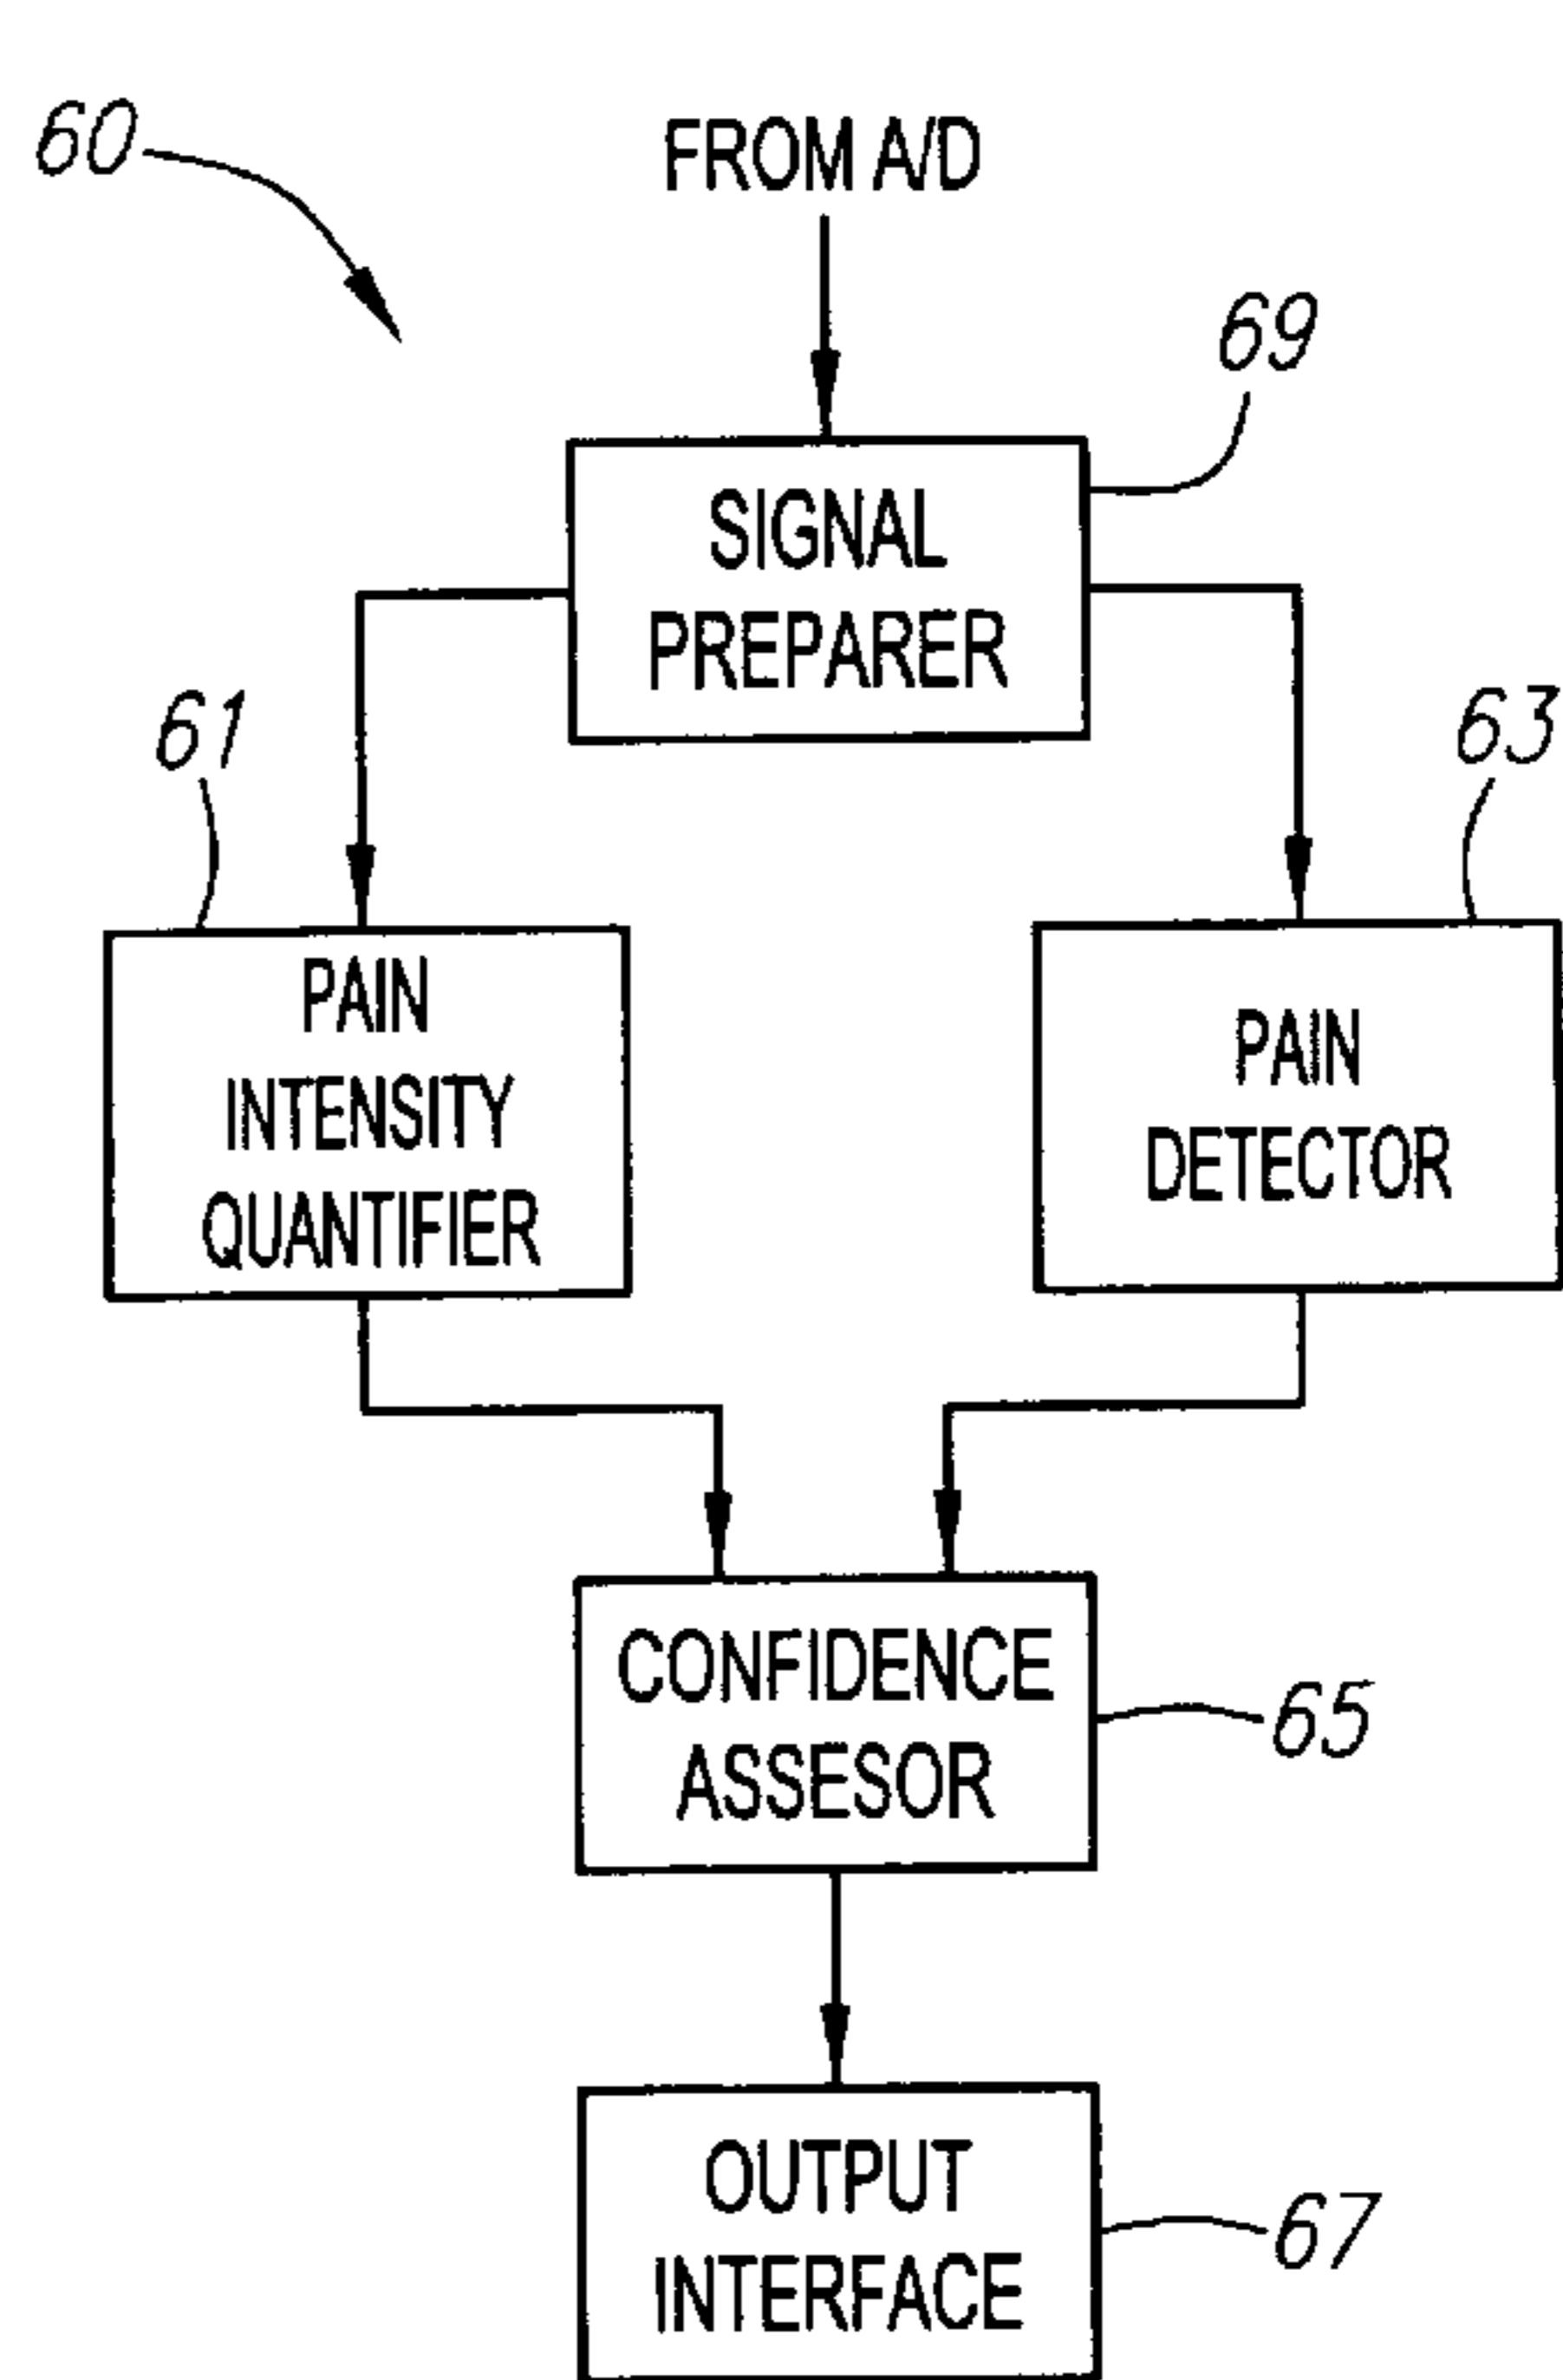 60
FROM A/D
69
SIGNAL
PREPARER
61
63
PAIN
INTENSITY
QUANTIFIER
PAIN
DETECTOR
CONFIDENCE
ASSESOR
65
OUTPUT
INTERFACE
67